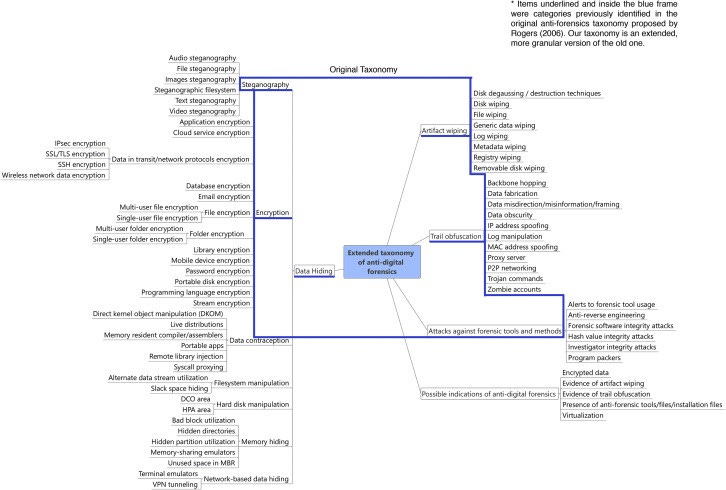 * Items underlined and inside the blue frame
were categories previously identified in the
original anti-forensics taxonomy proposed by
Rogers (2006). Our taxonomy is an extended,
more granular version of the old one.
Original Taxonomy
Audio steganography
File steganography
Images steganography
Steganographic filesystem
Text steganography
Video steganography
Steganography
Application encryption
Cloud service encryption
IPsec encryption
SSL/TLS encryption
SSH encryption
Wireless network data encryption
Data in transit/network protocols encryption
Database encryption
Email encryption
Multi-user file encryption
Single-user file encryption
File encryption
Multi-user folder encryption
Single-user folder encryption
Folder encryption
Library encryption
Mobile device encryption
Password encryption
Portable disk encryption
Programming language encryption
Stream encryption
Encryption
Direct kernel object manipulation (DKOM)
Live distributions
Memory resident compiler/assemblers
Portable apps
Remote library injection
Syscall proxying
Data contraception
Alternate data stream utilization
Slack space hiding
Filesystem manipulation
DCO area
HPA area
Hard disk manipulation
Bad block utilization
Hidden directories
Hidden partition utilization
Memory-sharing emulators
Unused space in MBR
Memory hiding
Terminal emulators
VPN tunneling
Network-based data hiding
Data Hiding
Extended taxonomy
of anti-digital
forensics
Artifact wiping
Disk degaussing / destruction techniques
Disk wiping
File wiping
Generic data wiping
Log wiping
Metadata wiping
Registry wiping
Removable disk wiping
Trail obfuscation
Backbone hopping
Data fabrication
Data misdirection/misinformation/framing
Data obscurity
IP address spoofing
Log manipulation
MAC address spoofing
Proxy server
P2P networking
Trojan commands
Zombie accounts
Attacks against forensic tools and methods
Alerts to forensic tool usage
Anti-reverse engineering
Forensic software integrity attacks
Hash value integrity attacks
Investigator integrity attacks
Program packers
Possible indications of anti-digital forensics
Encrypted data
Evidence of artifact wiping
Evidence of trail obfuscation
Presence of anti-forensic tools/files/installation files
Virtualization